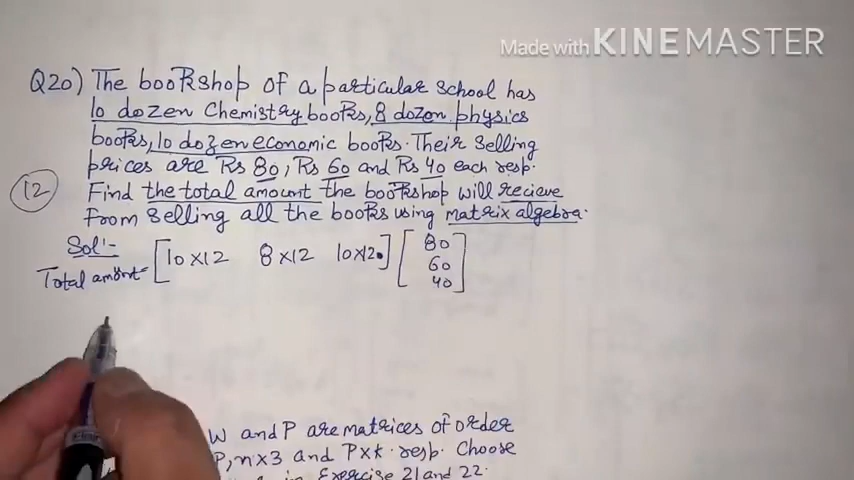 Made with KINEMASTER
Q20) The bookshop of a particular school has
10 dozen Chemistry books, 8 dozen physics
books, 10 dozen economic books. Their selling
prices are Rs 80, Rs 60 and Rs 40 each resp.
12 Find the total amount the bookshop will recieve
From selling all the books using matrix algebra.
Sol:-
Total amount = [10×12 8×12 10×12] [80
60
40]
W and P are matrices of order
P, n×3 and P×k resp. Choose
in Exercise 21 and 22.